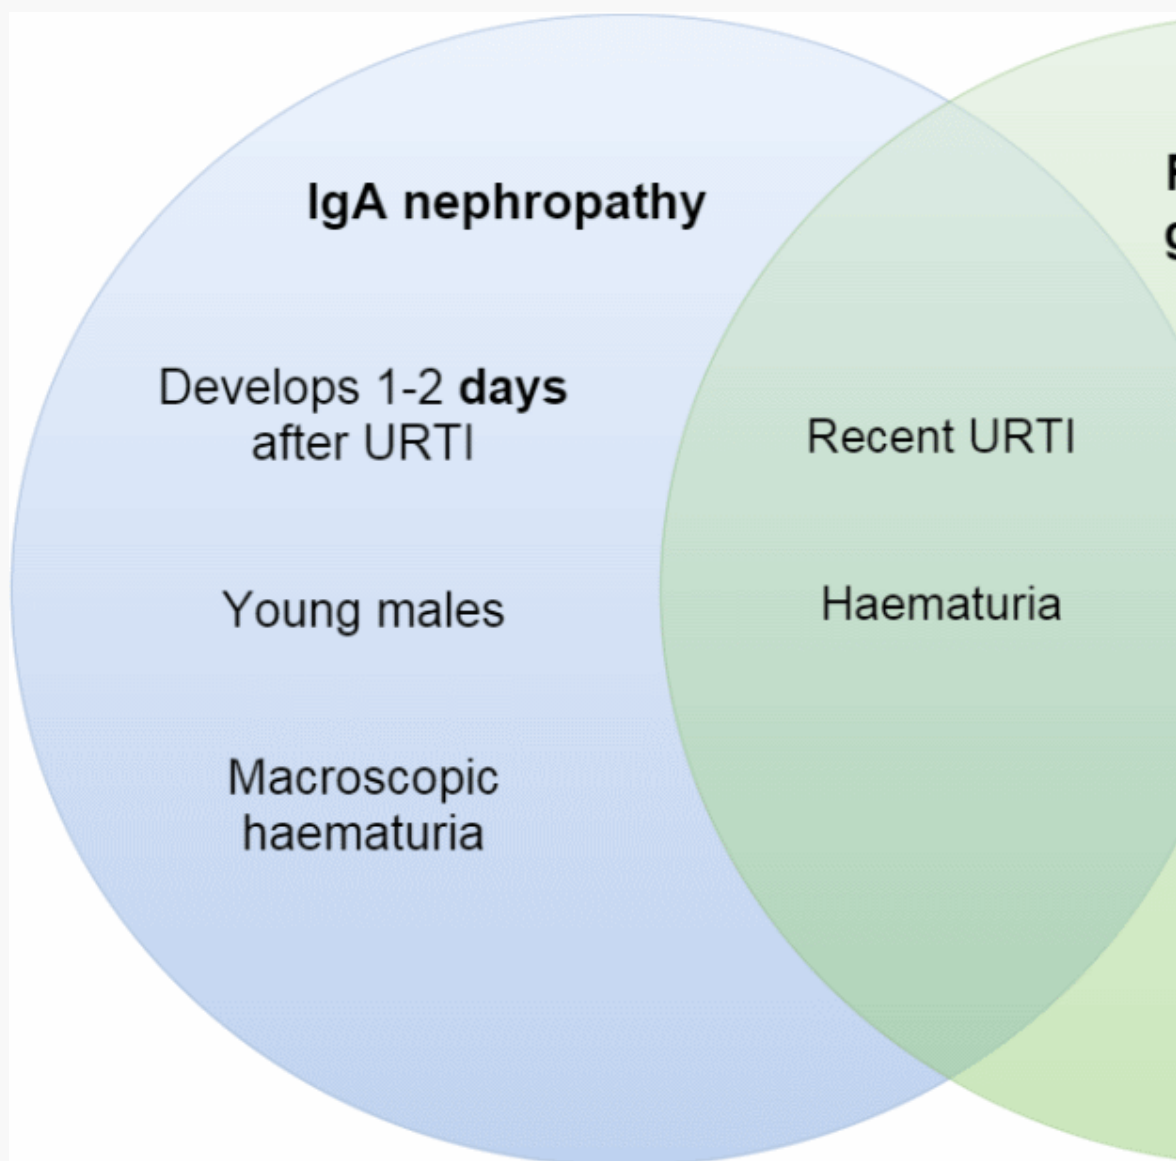 IgA nephropathy
Develops 1-2 days
after URTI
Young males
Macroscopic
haematuria
Recent URTI
Haematuria